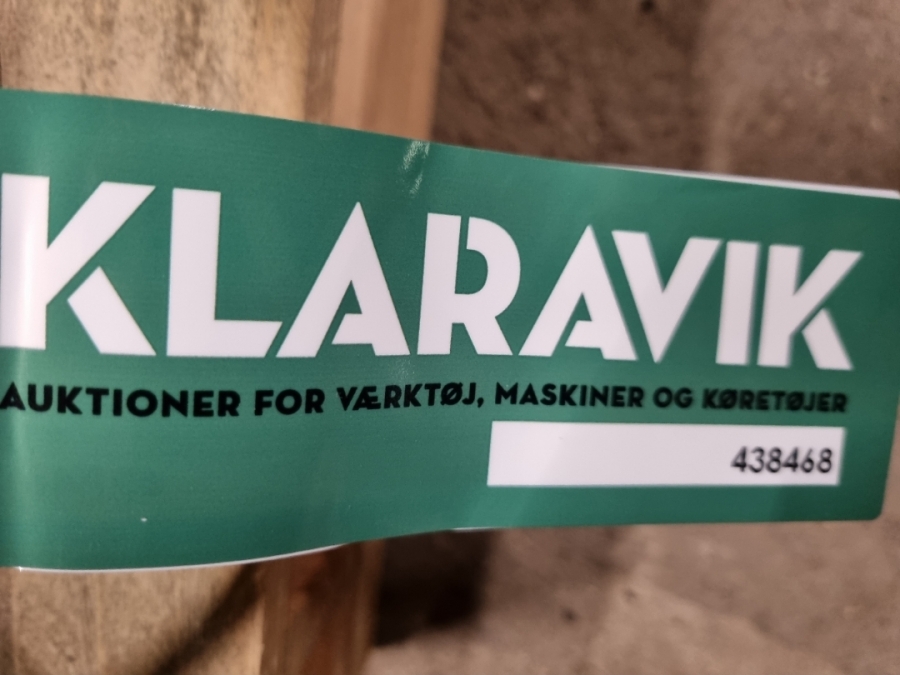 KLARAVIK
AUKTIONER FOR VÆRKTØJ, MASKINER OG KØRETØJER
438468